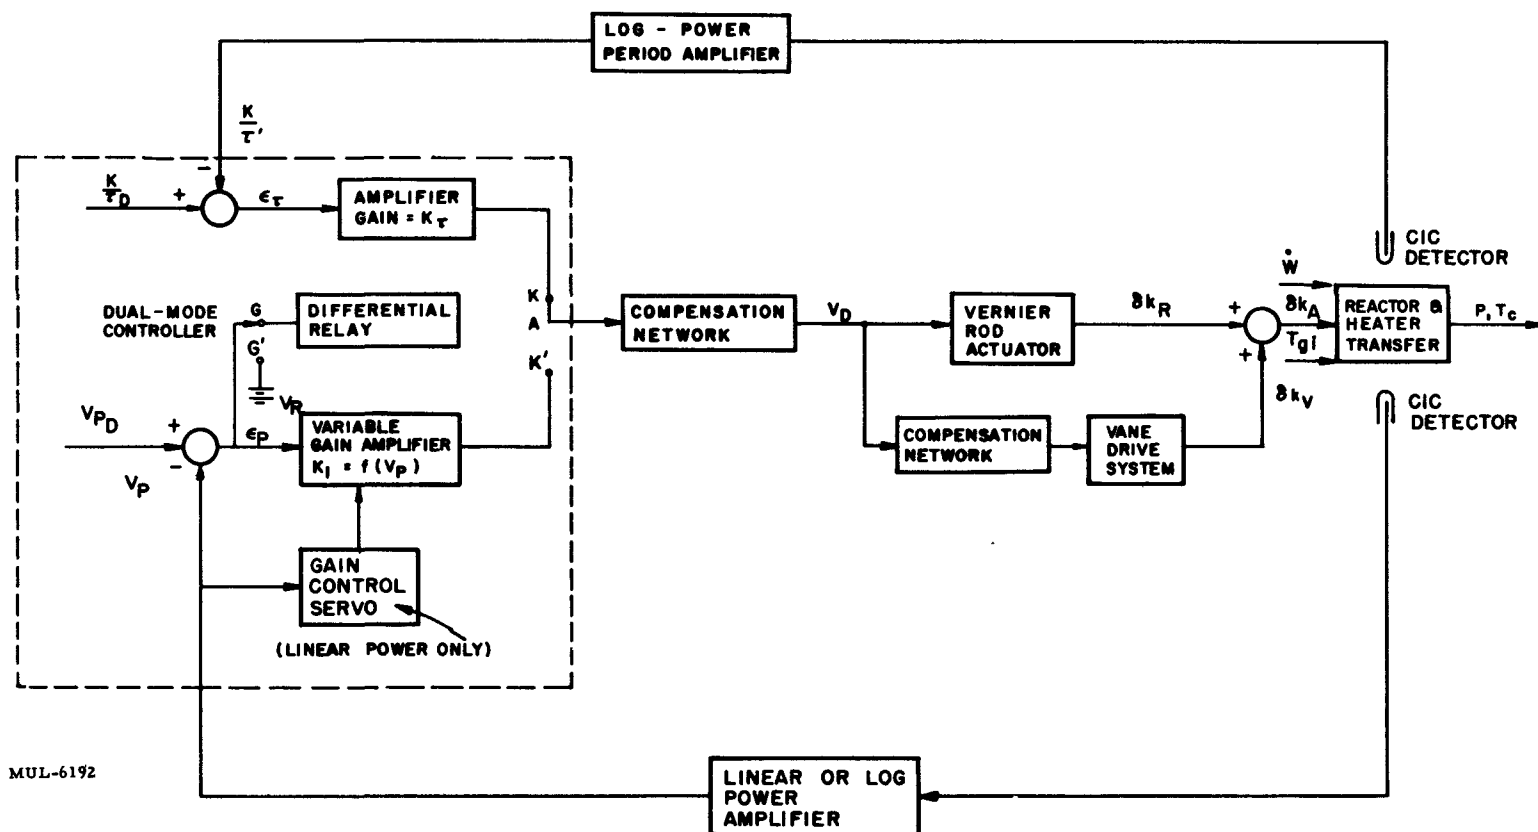 LOG - POWER
PERIOD AMPLIFIER
K
τ'
-
K
τD
+
ϵτ
AMPLIFIER
GAIN = Kτ
CIC
DETECTOR
Ẇ
DUAL-MODE
CONTROLLER
G
DIFFERENTIAL
RELAY
G'
K
A
K'
COMPENSATION
NETWORK
VD
VERNIER
ROD
ACTUATOR
δkR
+
+
δkA
Tgi
REACTOR &
HEATER
TRANSFER
P, Tc
δkV
CIC
DETECTOR
VPD
+
-
VP
ϵP
VR
VARIABLE
GAIN AMPLIFIER
K1 = f (VP)
COMPENSATION
NETWORK
VANE
DRIVE
SYSTEM
GAIN
CONTROL
SERVO
(LINEAR POWER ONLY)
MUL-6192
LINEAR OR LOG
POWER
AMPLIFIER